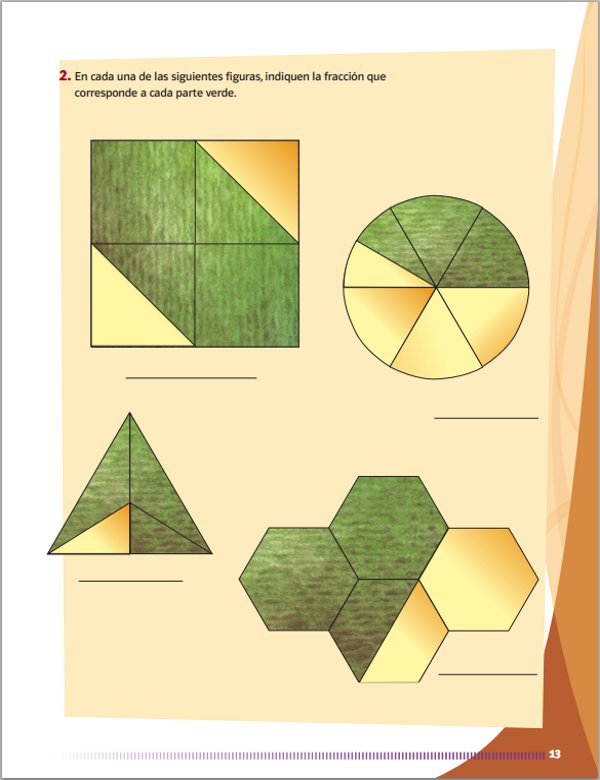 2. En cada una de las siguientes figuras, indiquen la fracción que
corresponde a cada parte verde.
13